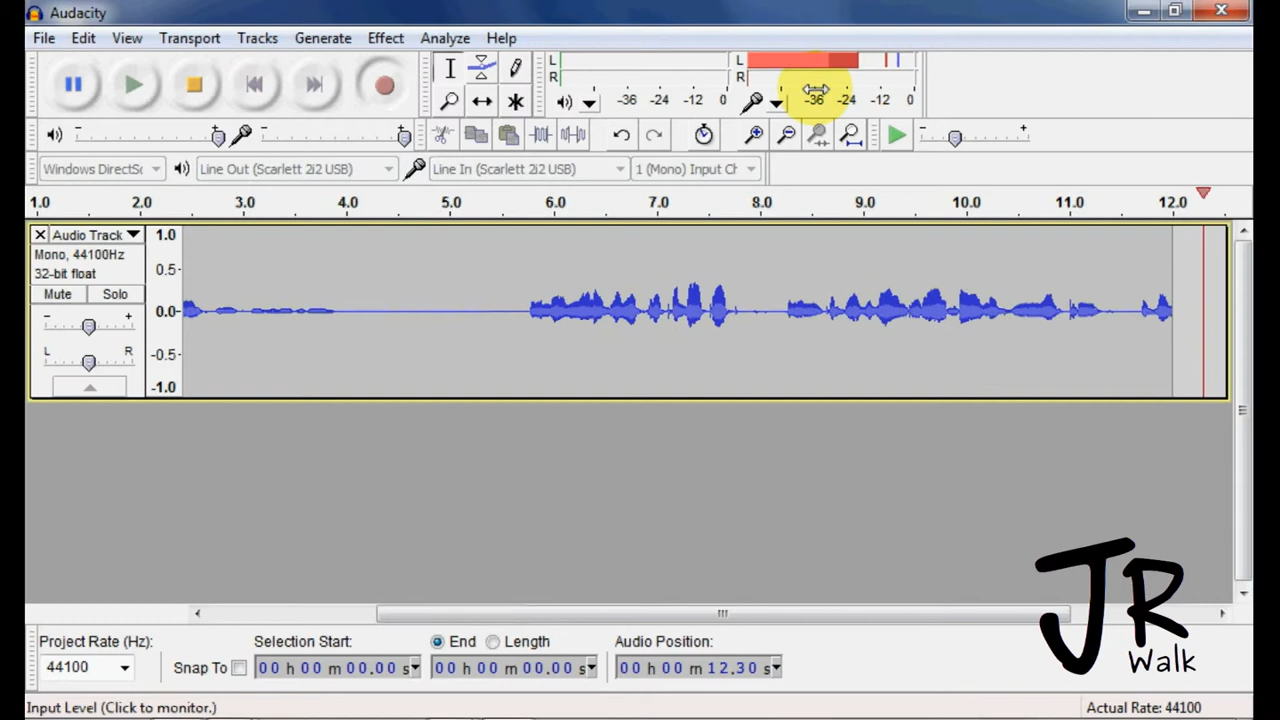 Audacity
File Edit View Transport Tracks Generate Effect Analyze Help
L L
R R
-36 -24 -12 0 -36 -24 -12 0
- + - + - +
Line Out (Scarlett 2i2 USB) Line In (Scarlett 2i2 USB) 1 (Mono) Input Ch
1.0 2.0 3.0 4.0 5.0 6.0 7.0 8.0 9.0 10.0 11.0 12.0
Audio Track 1.0
Mono, 44100Hz
32-bit float 0.5
Mute Solo
- + 0.0
L R -0.5
-1.0
JR
Walk
Project Rate (Hz): Selection Start: End Length Audio Position:
44100 Snap To 00 h 00 m 00.00 s 00 h 00 m 00.00 s 00 h 00 m 12.30 s
Input Level (Click to monitor.) Actual Rate: 44100